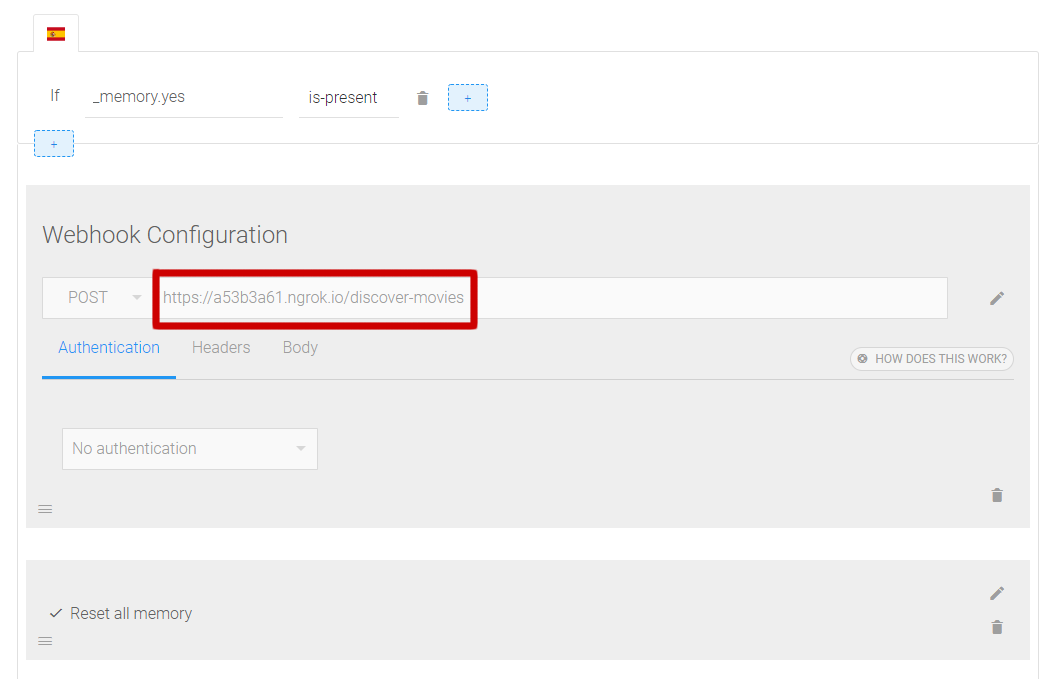 If _memory.yes is-present +
+
Webhook Configuration
POST https://a53b3a61.ngrok.io/discover-movies
Authentication Headers Body
HOW DOES THIS WORK?
No authentication
Reset all memory